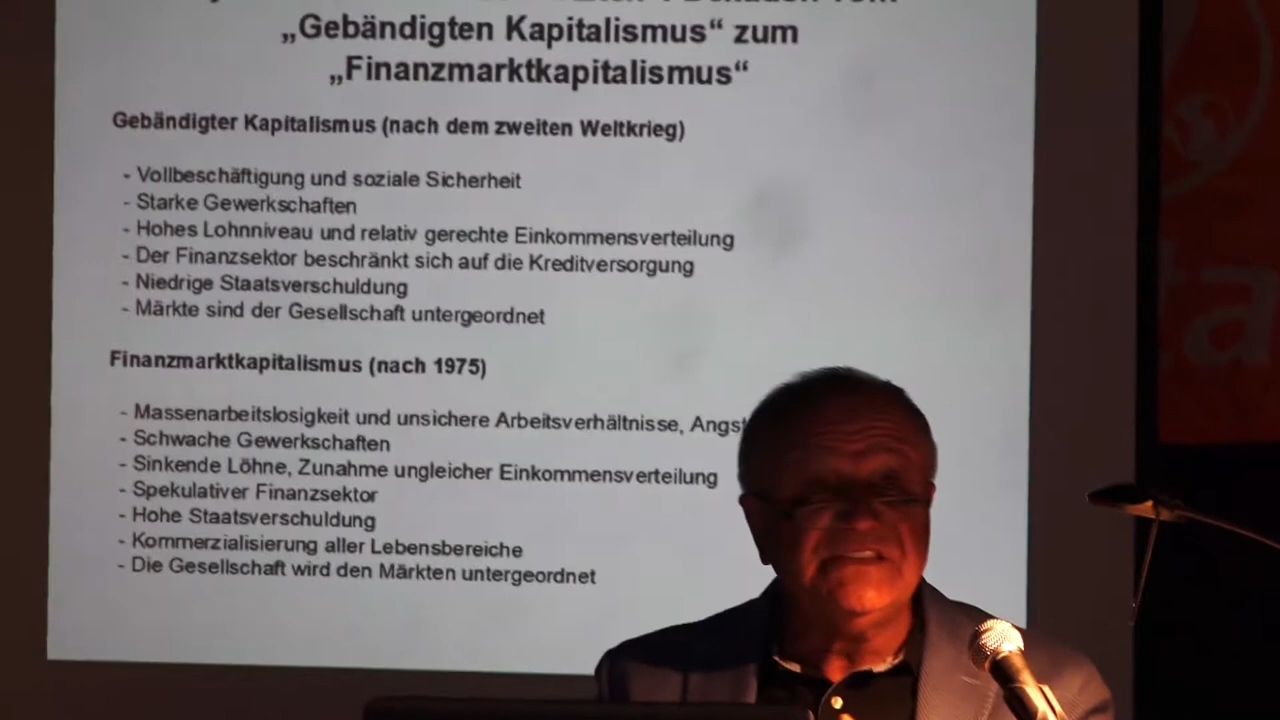 „Gebändigten Kapitalismus“ zum
„Finanzmarktkapitalismus“
Gebändigter Kapitalismus (nach dem zweiten Weltkrieg)
- Vollbeschäftigung und soziale Sicherheit
- Starke Gewerkschaften
- Hohes Lohnniveau und relativ gerechte Einkommensverteilung
- Der Finanzsektor beschränkt sich auf die Kreditversorgung
- Niedrige Staatsverschuldung
- Märkte sind der Gesellschaft untergeordnet
Finanzmarktkapitalismus (nach 1975)
- Massenarbeitslosigkeit und unsichere Arbeitsverhältnisse, Angst
- Schwache Gewerkschaften
- Sinkende Löhne, Zunahme ungleicher Einkommensverteilung
- Spekulativer Finanzsektor
- Hohe Staatsverschuldung
- Kommerzialisierung aller Lebensbereiche
- Die Gesellschaft wird den Märkten untergeordnet
ta